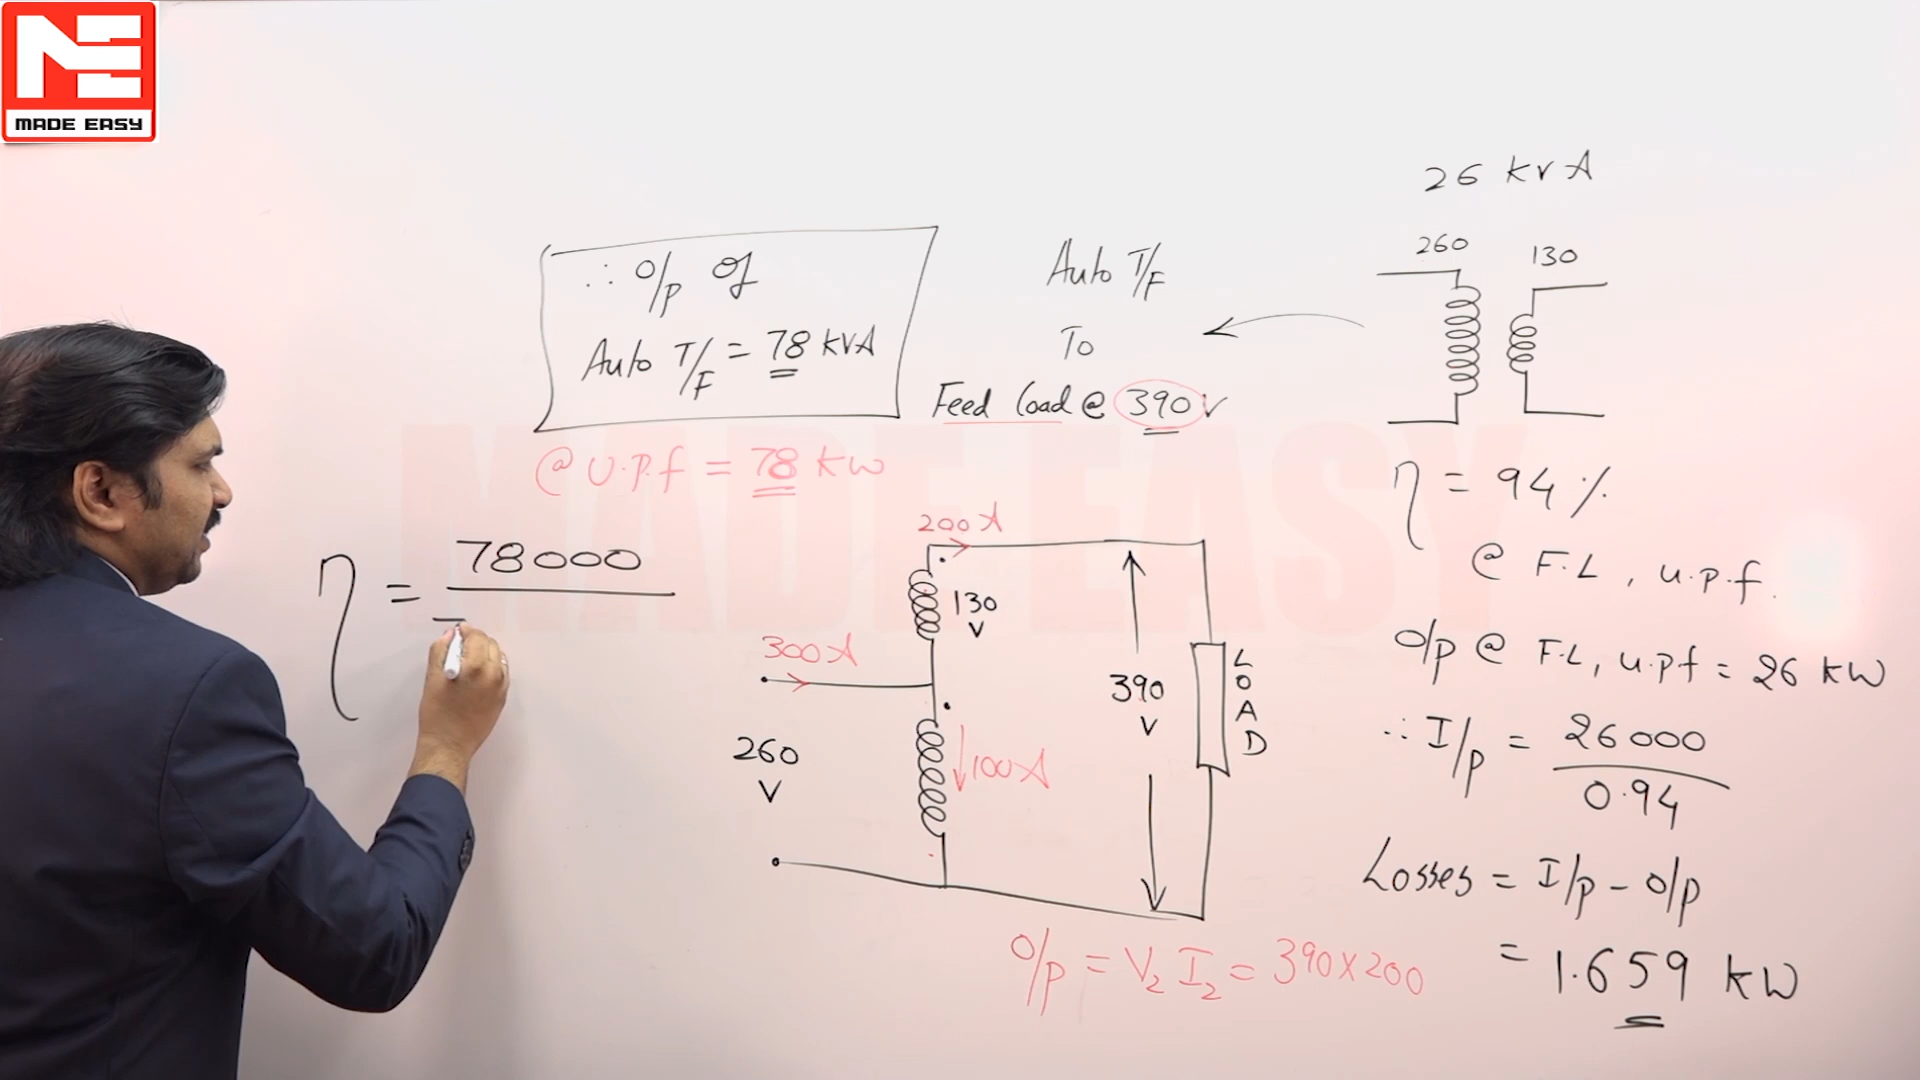 MADE EASY
∴ O/p of
Auto T/F = 78 kVA
@ U.P.f = 78 kW
η = 78000
Auto T/F
To
Feed Load @ 390 V
26 kVA
260
130
η = 94 %
@ F.L, u.p.f.
O/p @ F.L, u.p.f = 26 kW
∴ I/p = 26000
0.94
Losses = I/p - O/p
= 1.659 kW
200 A
130
V
300 A
260
V
100 A
390
V
LOAD
O/p = V₂ I₂ = 390 x 200
MADE EASY